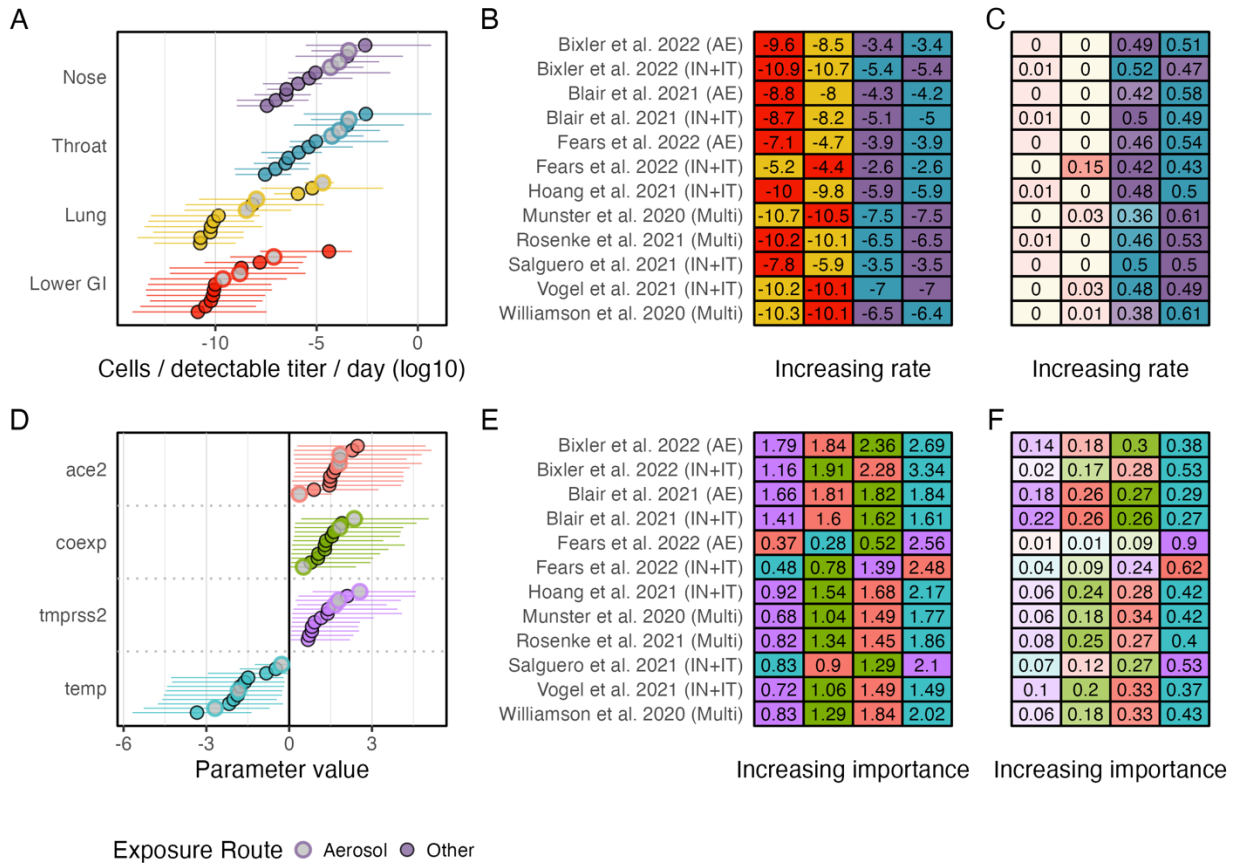 A
Nose
Throat
Lung
Lower GI
-10 -5 0
Cells / detectable titer / day (log10)
B
Bixler et al. 2022 (AE) -9.6 -8.5 -3.4 -3.4
Bixler et al. 2022 (IN+IT) -10.9 -10.7 -5.4 -5.4
Blair et al. 2021 (AE) -8.8 -8 -4.3 -4.2
Blair et al. 2021 (IN+IT) -8.7 -8.2 -5.1 -5
Fears et al. 2022 (AE) -7.1 -4.7 -3.9 -3.9
Fears et al. 2022 (IN+IT) -5.2 -4.4 -2.6 -2.6
Hoang et al. 2021 (IN+IT) -10 -9.8 -5.9 -5.9
Munster et al. 2020 (Multi) -10.7 -10.5 -7.5 -7.5
Rosenke et al. 2021 (Multi) -10.2 -10.1 -6.5 -6.5
Salguero et al. 2021 (IN+IT) -7.8 -5.9 -3.5 -3.5
Vogel et al. 2021 (IN+IT) -10.2 -10.1 -7 -7
Williamson et al. 2020 (Multi) -10.3 -10.1 -6.5 -6.4
Increasing rate
C
0 0 0.49 0.51
0.01 0 0.52 0.47
0 0 0.42 0.58
0.01 0 0.5 0.49
0 0 0.46 0.54
0 0.15 0.42 0.43
0.01 0 0.48 0.5
0 0.03 0.36 0.61
0.01 0 0.46 0.53
0 0 0.5 0.5
0 0.03 0.48 0.49
0 0.01 0.38 0.61
Increasing rate
D
ace2
coexp
tmprss2
temp
-6 -3 0 3
Parameter value
E
Bixler et al. 2022 (AE) 1.79 1.84 2.36 2.69
Bixler et al. 2022 (IN+IT) 1.16 1.91 2.28 3.34
Blair et al. 2021 (AE) 1.66 1.81 1.82 1.84
Blair et al. 2021 (IN+IT) 1.41 1.6 1.62 1.61
Fears et al. 2022 (AE) 0.37 0.28 0.52 2.56
Fears et al. 2022 (IN+IT) 0.48 0.78 1.39 2.48
Hoang et al. 2021 (IN+IT) 0.92 1.54 1.68 2.17
Munster et al. 2020 (Multi) 0.68 1.04 1.49 1.77
Rosenke et al. 2021 (Multi) 0.82 1.34 1.45 1.86
Salguero et al. 2021 (IN+IT) 0.83 0.9 1.29 2.1
Vogel et al. 2021 (IN+IT) 0.72 1.06 1.49 1.49
Williamson et al. 2020 (Multi) 0.83 1.29 1.84 2.02
Increasing importance
F
0.14 0.18 0.3 0.38
0.02 0.17 0.28 0.53
0.18 0.26 0.27 0.29
0.22 0.26 0.26 0.27
0.01 0.01 0.09 0.9
0.04 0.09 0.24 0.62
0.06 0.24 0.28 0.42
0.06 0.18 0.34 0.42
0.08 0.25 0.27 0.4
0.07 0.12 0.27 0.53
0.1 0.2 0.33 0.37
0.06 0.18 0.33 0.43
Increasing importance
Exposure Route Aerosol Other